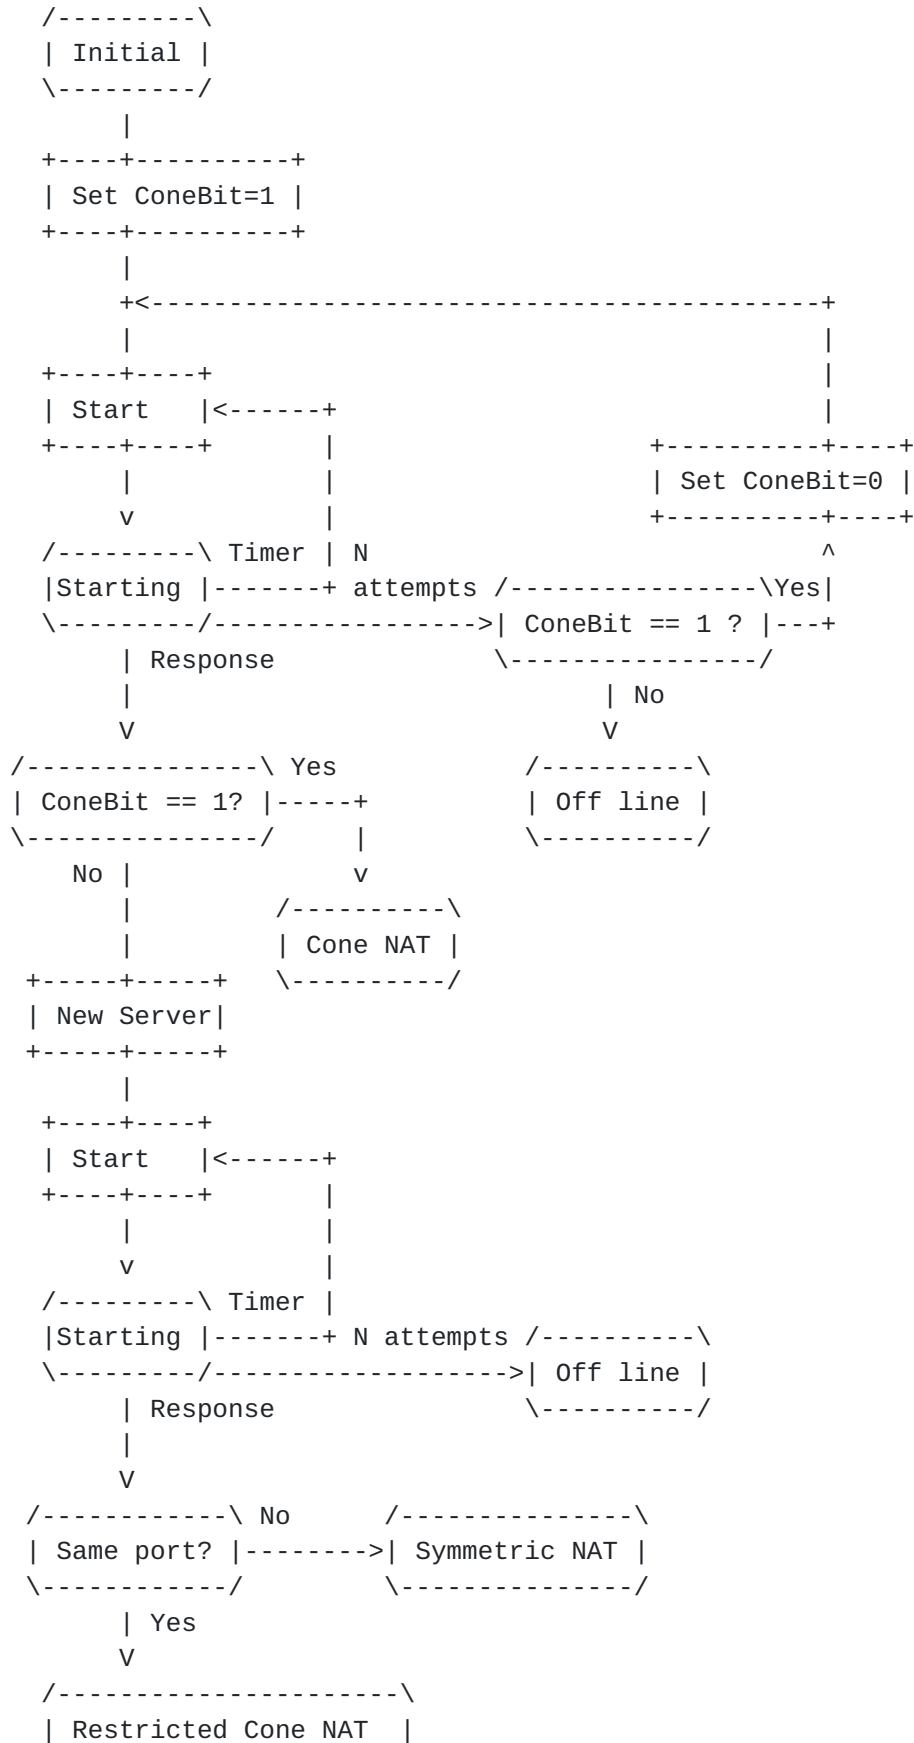 /---------\
| Initial |
\---------/
|
+----+----------+
| Set ConeBit=1 |
+----+----------+
|
+<-------------------------------------------+
| |
+----+----+ |
| Start |<------+ |
+----+----+ | +----------+----+
| | | Set ConeBit=0 |
v | +----------+----+
/---------\ Timer | N ^
|Starting |-------+ attempts /----------------\Yes|
\---------/----------------->| ConeBit == 1 ? |---+
| Response \----------------/
| | No
V V
/---------------\ Yes /----------\
| ConeBit == 1? |-----+ | Off line |
\---------------/ | \----------/
No | v
| /----------\
| | Cone NAT |
+-----+-----+ \----------/
| New Server|
+-----+-----+
|
+----+----+
| Start |<------+
+----+----+ |
| |
v |
/---------\ Timer |
|Starting |-------+ N attempts /----------\
\---------/------------------->| Off line |
| Response \----------/
|
V
/------------\ No /---------------\
| Same port? |-------->| Symmetric NAT |
\------------/ \---------------/
| Yes
V
/----------------------\
| Restricted Cone NAT |